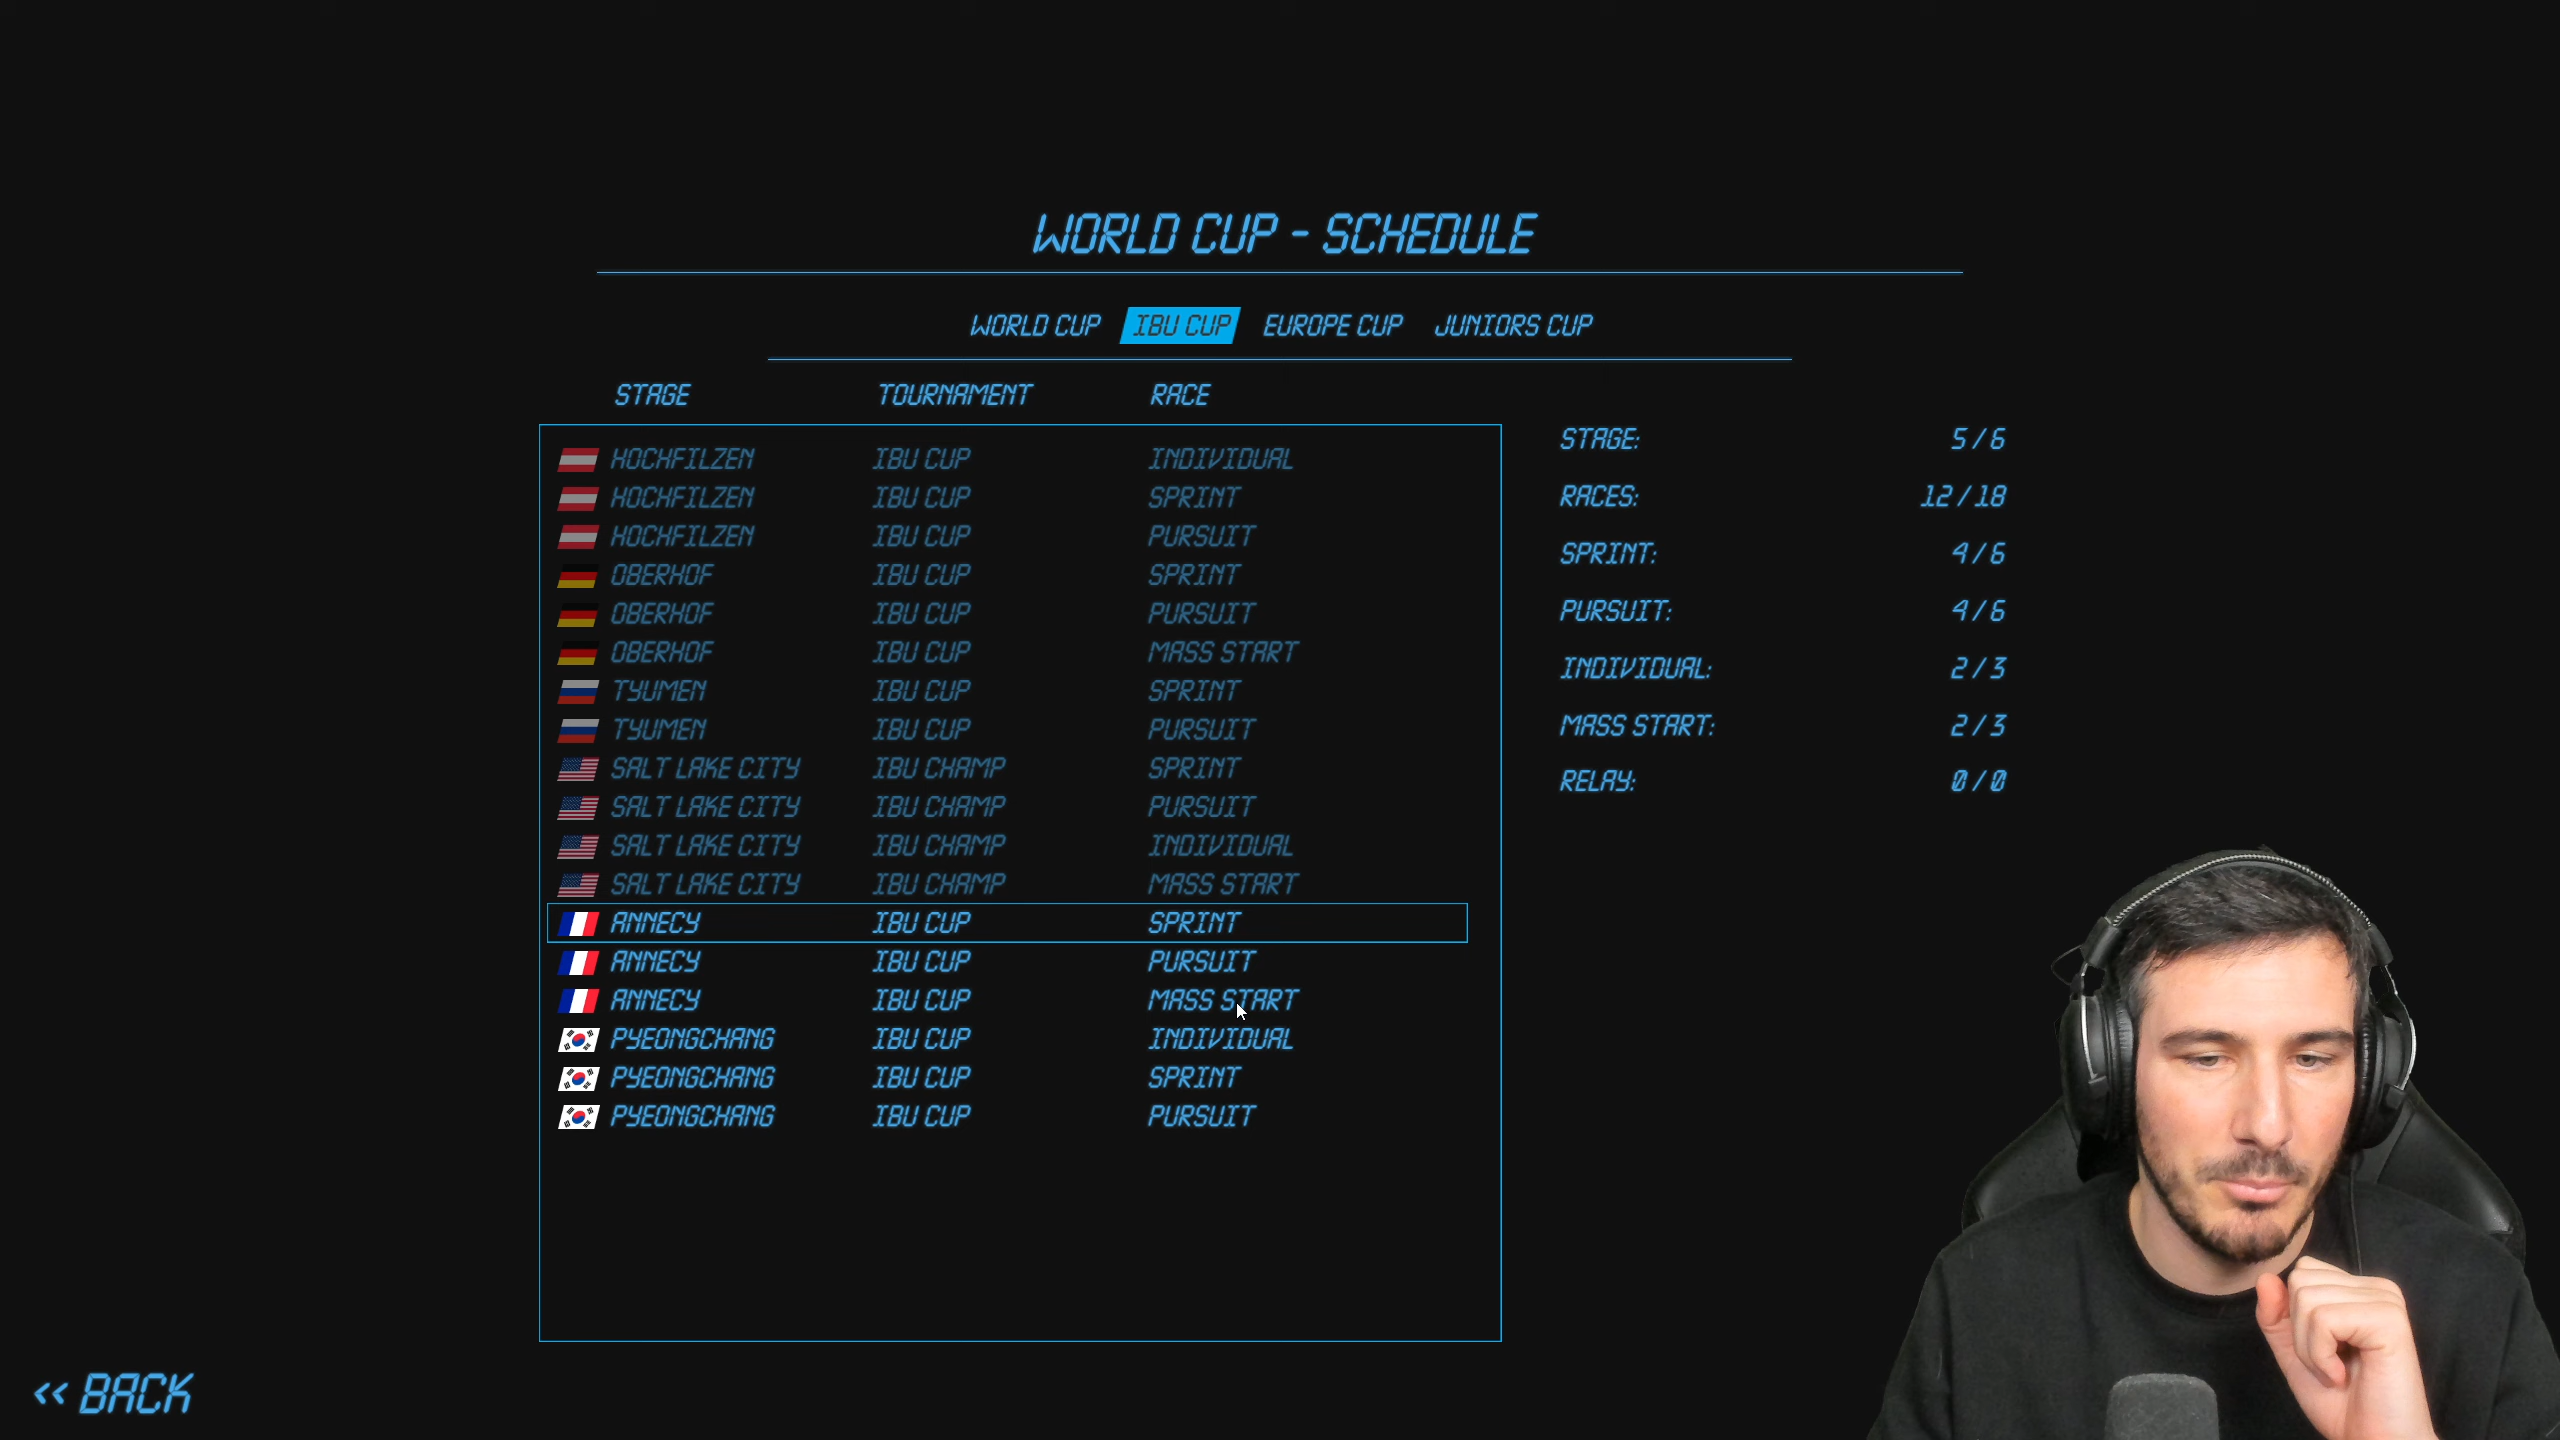 WORLD CUP - SCHEDULE
WORLD CUP IBU CUP EUROPE CUP JUNIORS CUP
STAGE TOURNAMENT RACE
HOCHFILZEN IBU CUP INDIVIDUAL
HOCHFILZEN IBU CUP SPRINT
HOCHFILZEN IBU CUP PURSUIT
OBERHOF IBU CUP SPRINT
OBERHOF IBU CUP PURSUIT
OBERHOF IBU CUP MASS START
TYUMEN IBU CUP SPRINT
TYUMEN IBU CUP PURSUIT
SALT LAKE CITY IBU CHAMP SPRINT
SALT LAKE CITY IBU CHAMP PURSUIT
SALT LAKE CITY IBU CHAMP INDIVIDUAL
SALT LAKE CITY IBU CHAMP MASS START
ANNECY IBU CUP SPRINT
ANNECY IBU CUP PURSUIT
ANNECY IBU CUP MASS START
PYEONGCHANG IBU CUP INDIVIDUAL
PYEONGCHANG IBU CUP SPRINT
PYEONGCHANG IBU CUP PURSUIT
STAGE: 5/6
RACES: 12/18
SPRINT: 4/6
PURSUIT: 4/6
INDIVIDUAL: 2/3
MASS START: 2/3
RELAY: 0/0
<< BACK